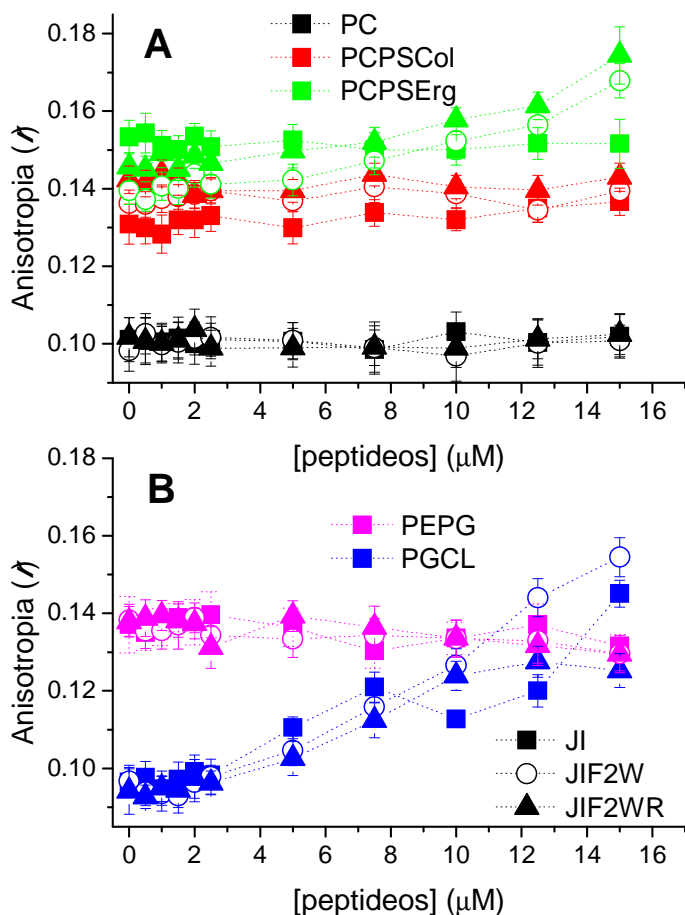 A
PC
PCPSCol
PCPSErg
0.18
0.16
0.14
0.12
0.10
Anisotropia (r)
0 2 4 6 8 10 12 14 16
[peptideos] (μM)
B
PEPG
PGCL
0.18
0.16
0.14
0.12
0.10
Anisotropia (r)
JI
JIF2W
JIF2WR
0 2 4 6 8 10 12 14 16
[peptideos] (μM)